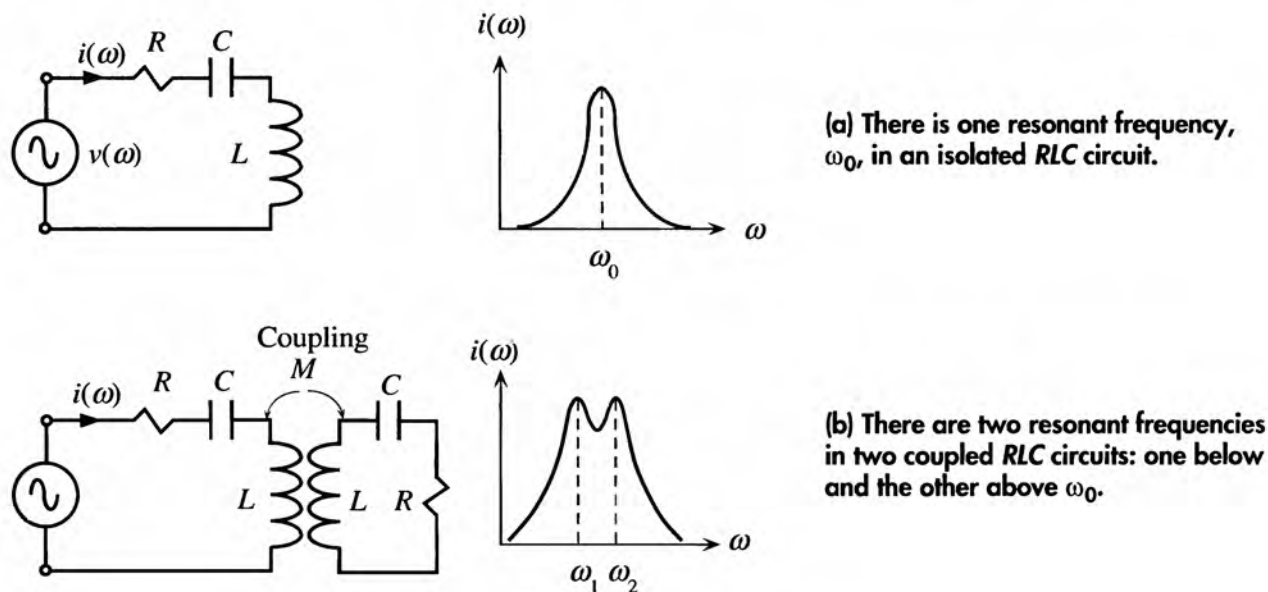 i(ω)
R
C
v(ω)
L
i(ω)
ω
ω₀
(a) There is one resonant frequency,
ω₀, in an isolated RLC circuit.
Coupling
M
i(ω)
R
C
C
L
L
R
i(ω)
ω
ω₁ ω₂
(b) There are two resonant frequencies
in two coupled RLC circuits: one below
and the other above ω₀.